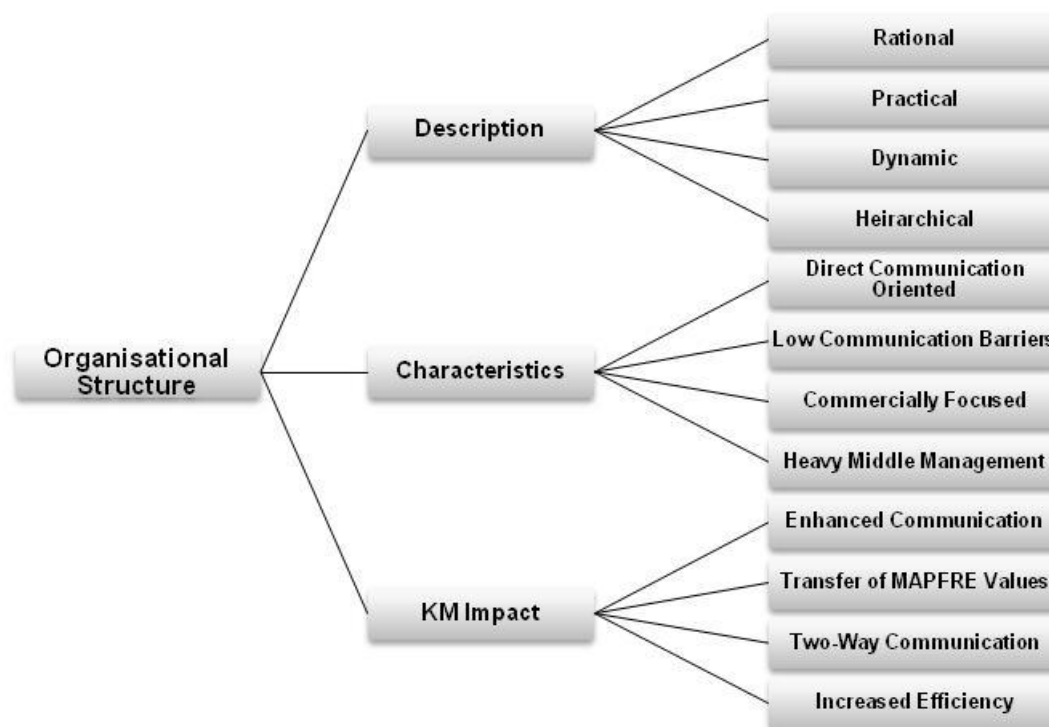 Rational
Practical
Description
Dynamic
Heirarchical
Direct Communication
Oriented
Low Communication Barriers
Organisational
Structure
Characteristics
Commercially Focused
Heavy Middle Management
Enhanced Communication
Transfer of MAPFRE Values
KM Impact
Two-Way Communication
Increased Efficiency